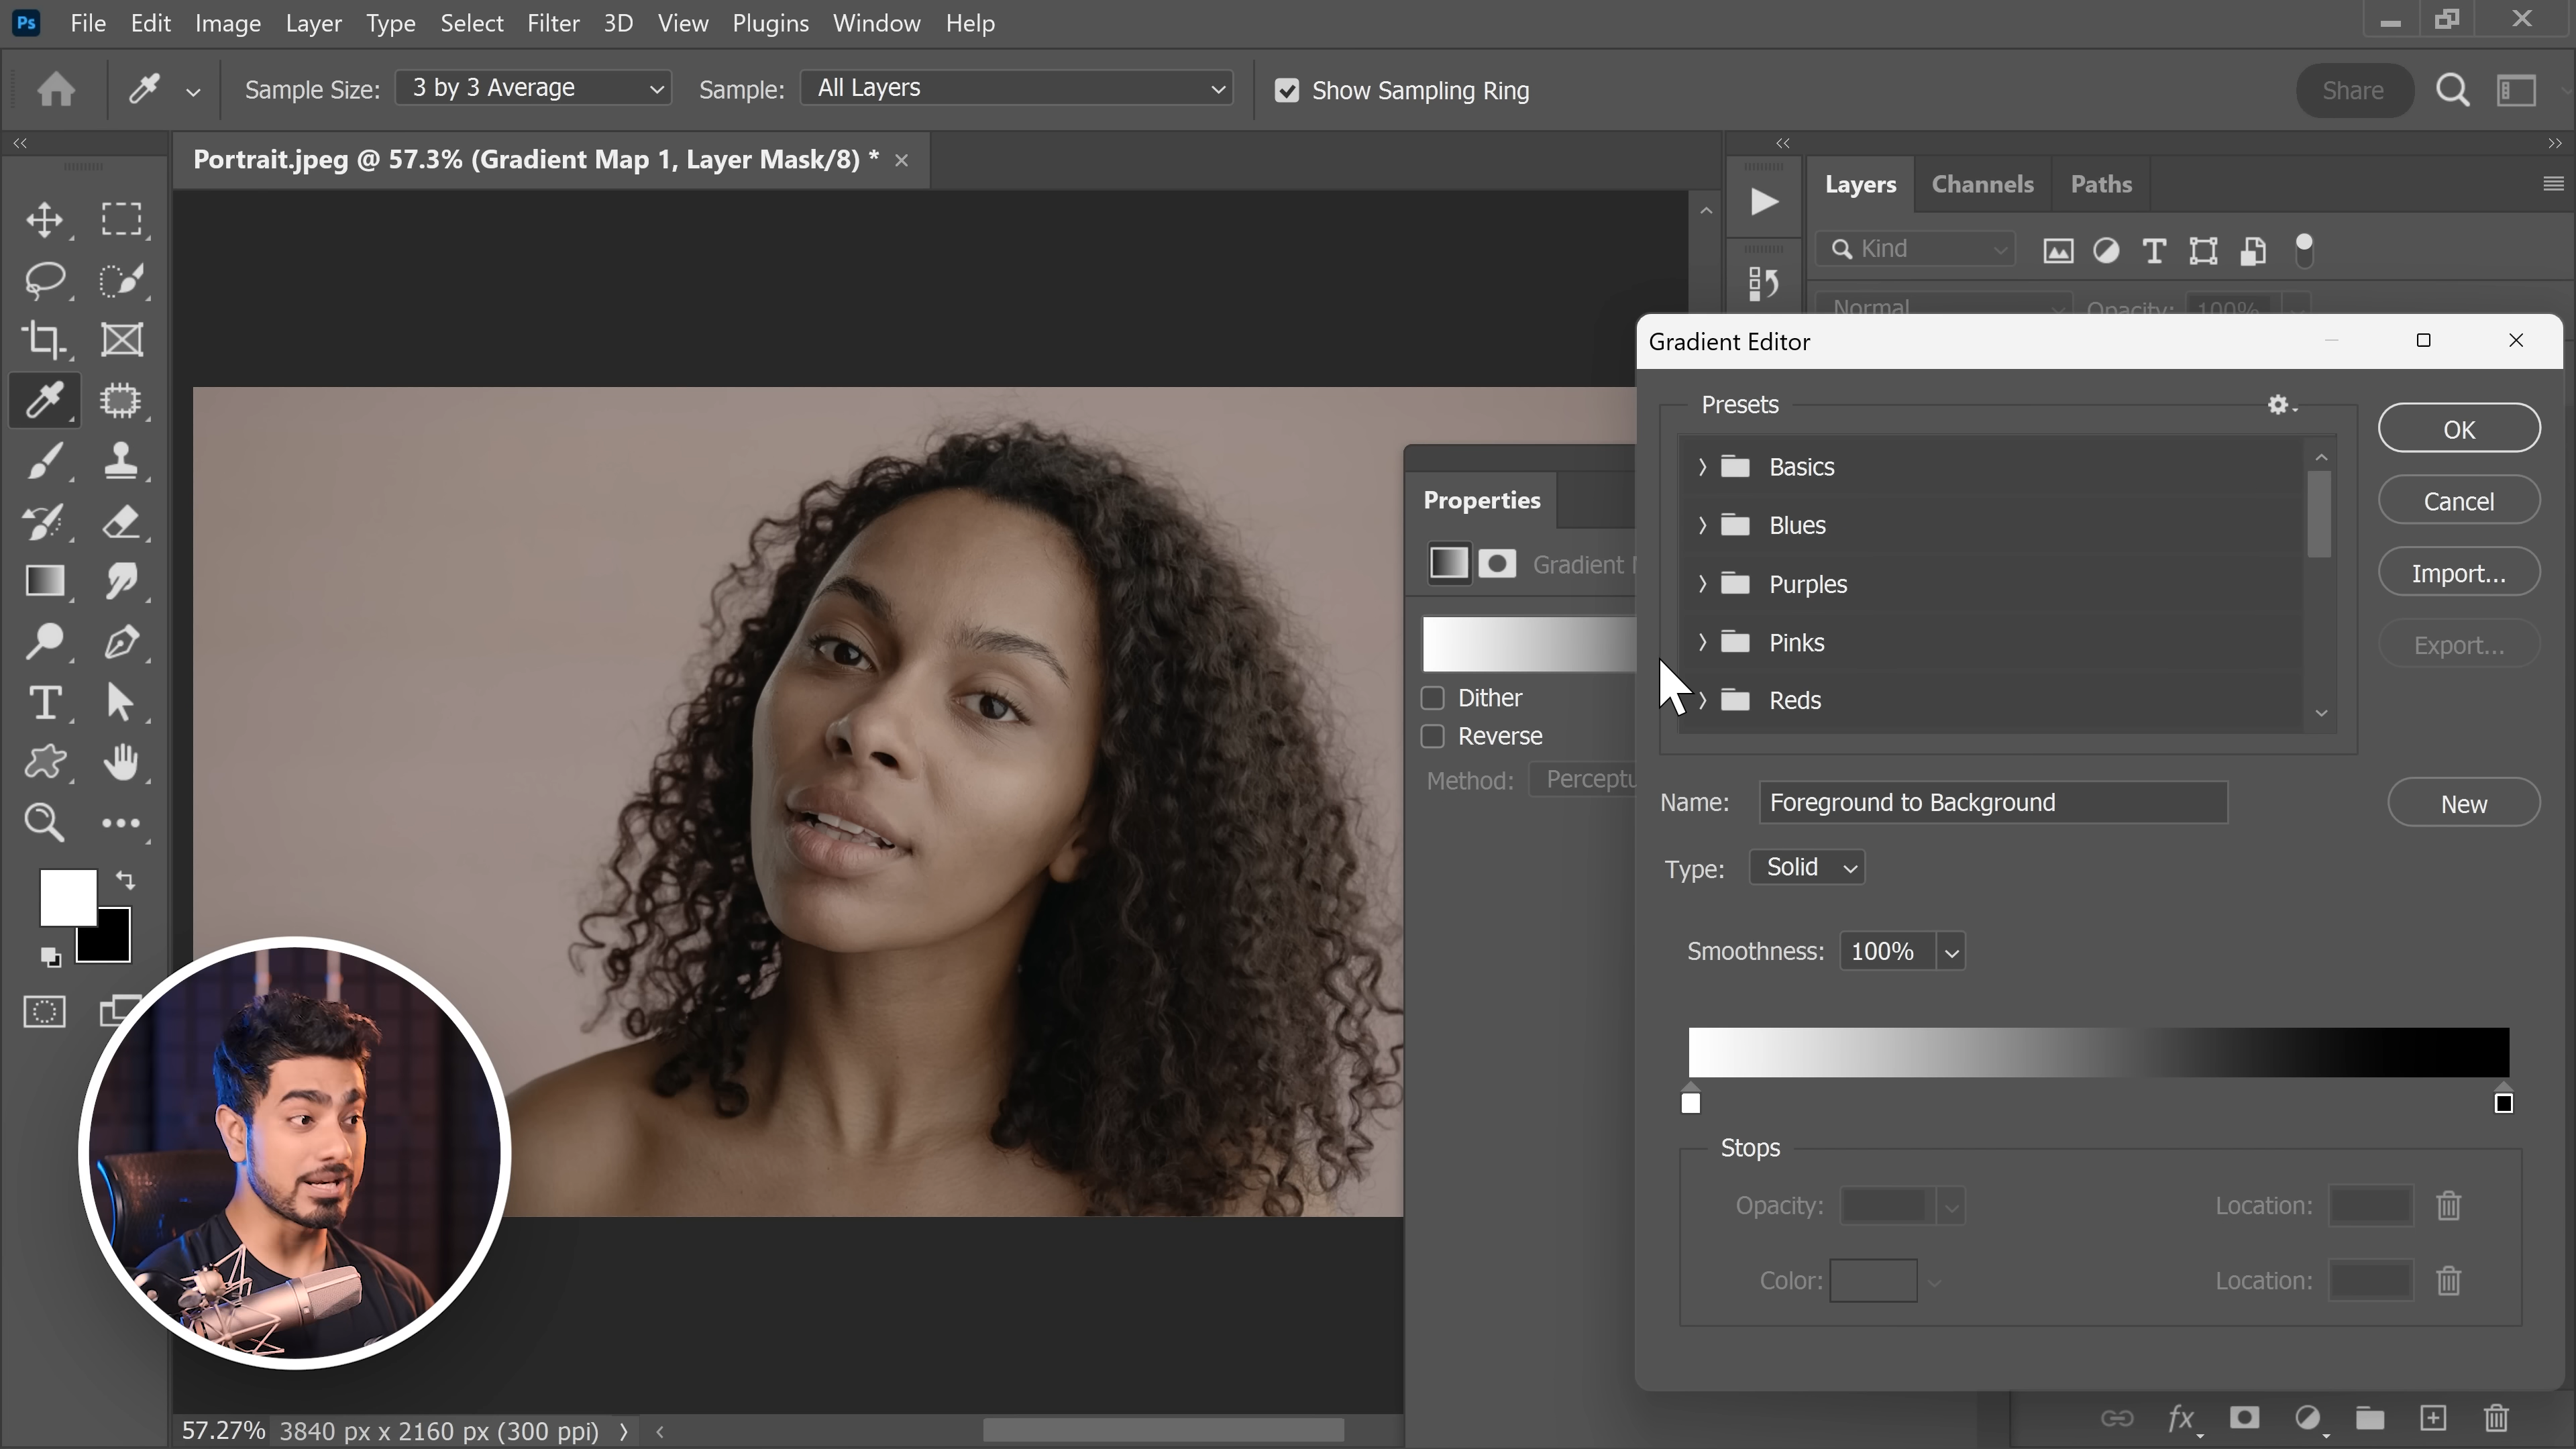 Ps File Edit Image Layer Type Select Filter 3D View Plugins Window Help
Sample Size: 3 by 3 Average Sample: All Layers Show Sampling Ring Share
Portrait.jpeg @ 57.3% (Gradient Map 1, Layer Mask/8) *
Layers Channels Paths
Kind
Normal Opacity: 100%
Gradient Editor
Presets
Basics
Blues
Purples
Pinks
Reds
OK
Cancel
Import...
Export...
Properties
Gradient
Dither
Reverse
Method:
Name: Foreground to Background
New
Type: Solid
Smoothness: 100%
Stops
Opacity: Location:
Color: Location:
57.27% 3840 px x 2160 px (300 ppi)
fx